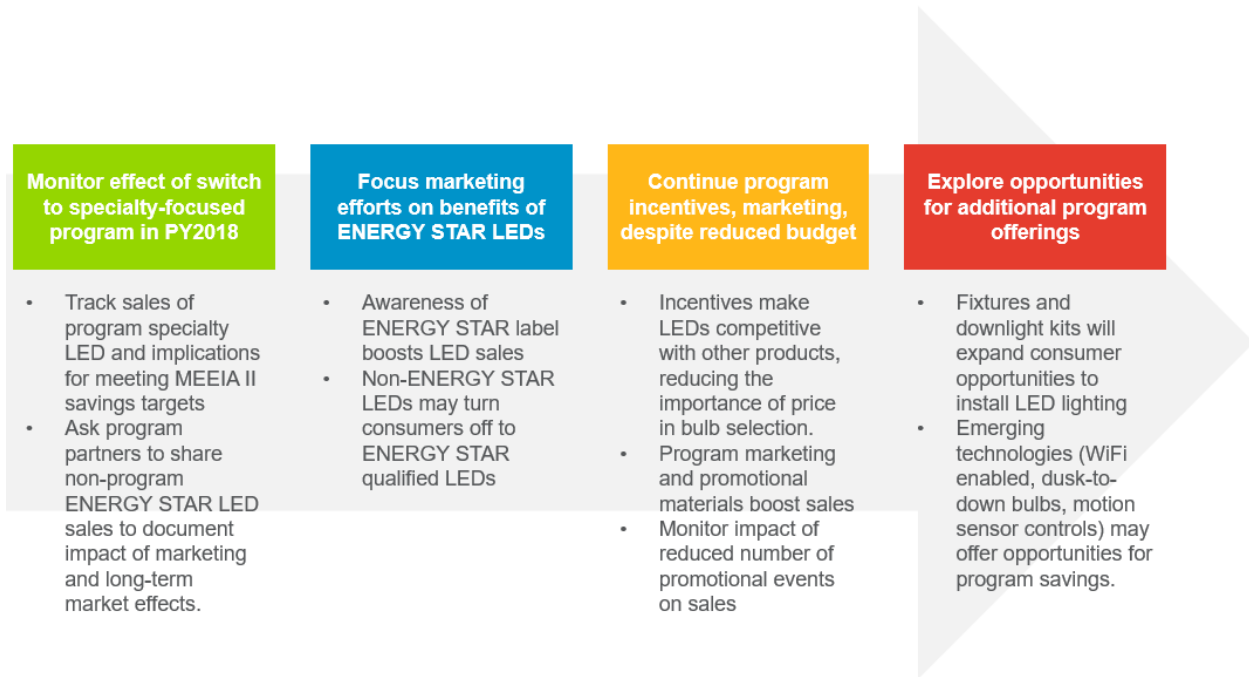 Monitor effect of switch
to specialty-focused
program in PY2018
• Track sales of
program specialty
LED and implications
for meeting MEEIA II
savings targets
• Ask program
partners to share
non-program
ENERGY STAR LED
sales to document
impact of marketing
and long-term
market effects.
Focus marketing
efforts on benefits of
ENERGY STAR LEDs
• Awareness of
ENERGY STAR label
boosts LED sales
• Non-ENERGY STAR
LEDs may turn
consumers off to
ENERGY STAR
qualified LEDs
Continue program
incentives, marketing,
despite reduced budget
• Incentives make
LEDs competitive
with other products,
reducing the
importance of price
in bulb selection.
• Program marketing
and promotional
materials boost sales
• Monitor impact of
reduced number of
promotional events
on sales
Explore opportunities
for additional program
offerings
• Fixtures and
downlight kits will
expand consumer
opportunities to
install LED lighting
• Emerging
technologies (WiFi
enabled, dusk-to-
down bulbs, motion
sensor controls) may
offer opportunities for
program savings.